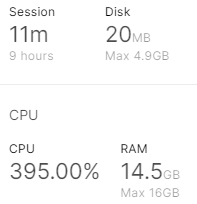 Session Disk
11m 20MB
9 hours Max 4.9GB
CPU
CPU RAM
395.00% 14.5GB
Max 16GB